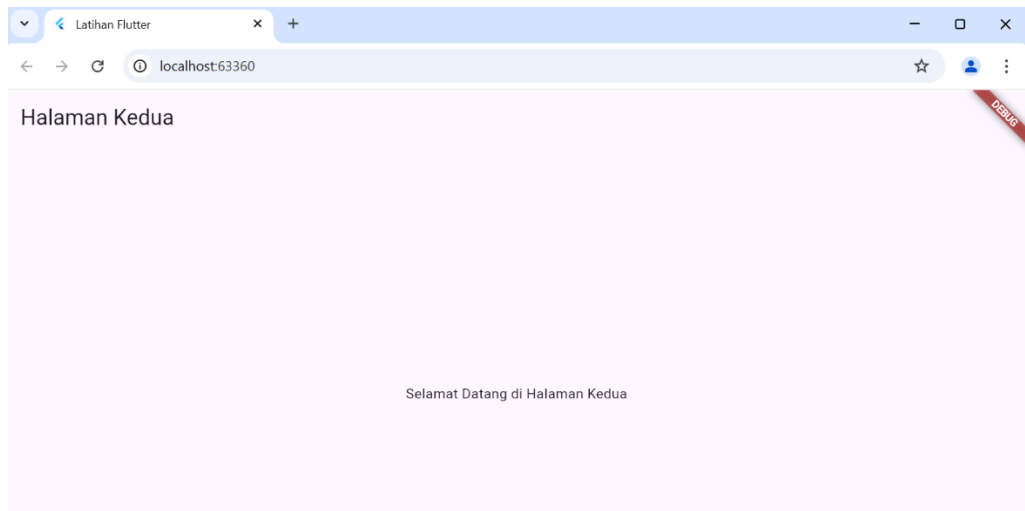 Latihan Flutter
localhost:63360
Halaman Kedua
DEBUG
Selamat Datang di Halaman Kedua